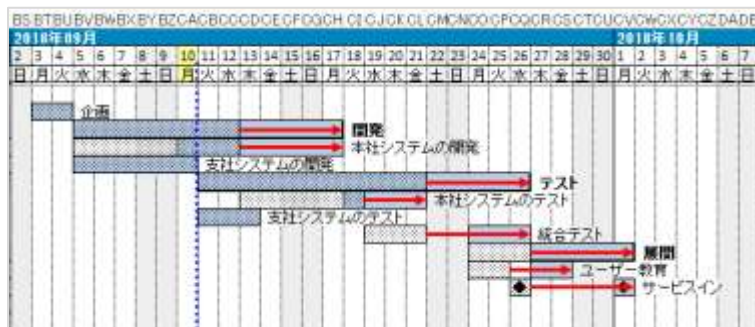 BS BT BU BV BW BX BY BZ CA CB CC CD CE CF CG CH CI CJ CK CL CM CN CO CP CQ CR CS CT CU CV CW CX CY CZ DA DB
2018年09月 2018年10月
2 3 4 5 6 7 8 9 10 11 12 13 14 15 16 17 18 19 20 21 22 23 24 25 26 27 28 29 30 1 2 3 4 5 6 7
日 月 火 水 木 金 土 日 月 火 水 木 金 土 日 月 火 水 木 金 土 日 月 火 水 木 金 土 日 月 火 水 木 金 土 日
企画
開発
本社システムの開発
支社システムの開発
テスト
本社システムのテスト
支社システムのテスト
統合テスト
展開
ユーザー教育
サービスイン